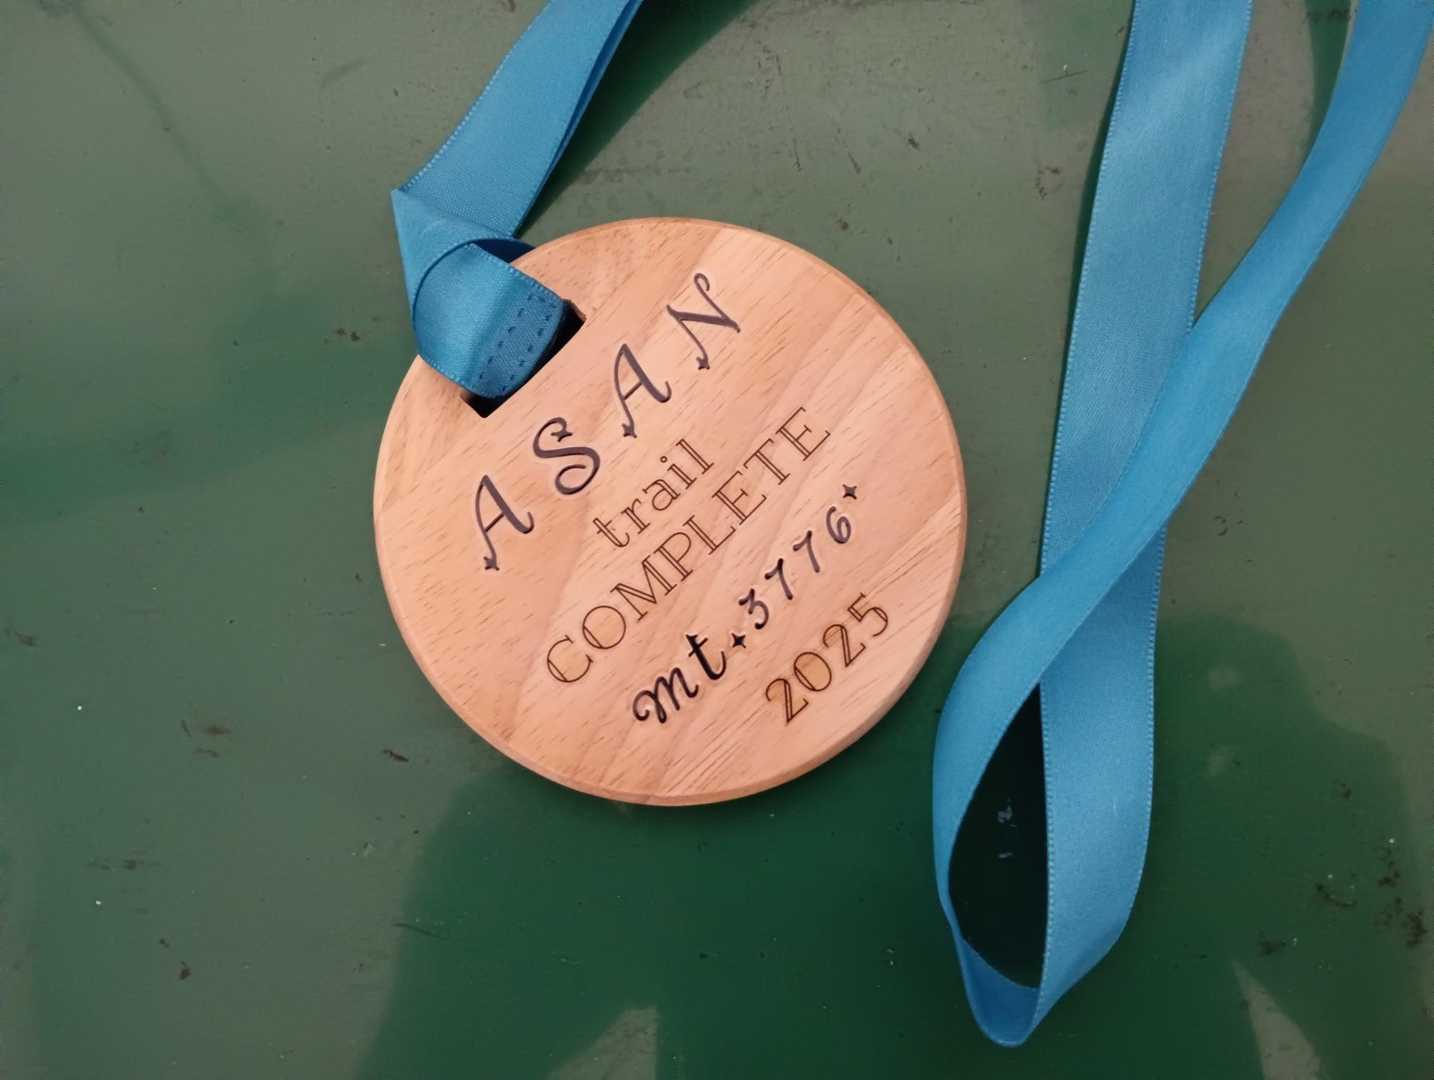 ASAN
trail
COMPLETE
mt.3776
2025